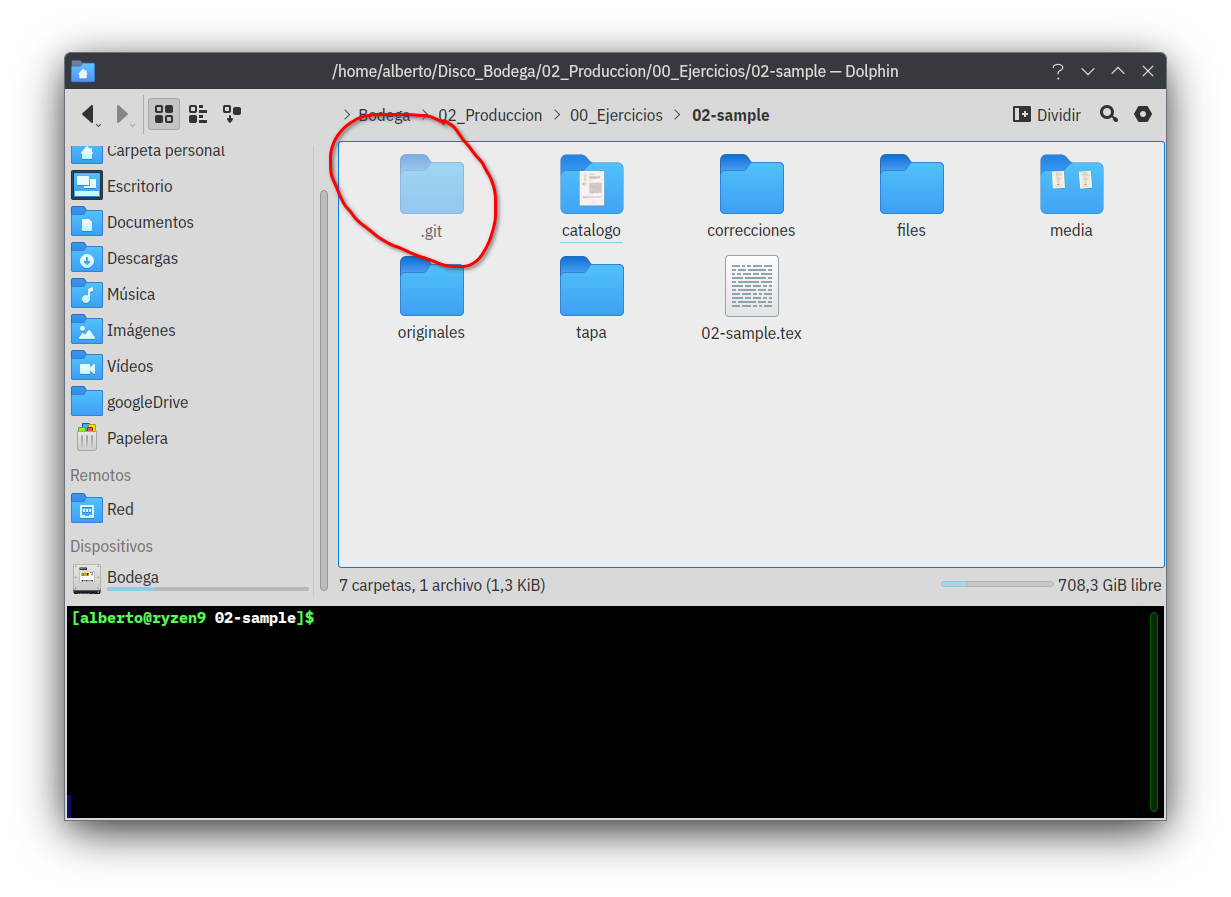 /home/alberto/Disco_Bodega/02_Produccion/00_Ejercicios/02-sample — Dolphin
Bodega > 02_Produccion > 00_Ejercicios > 02-sample
Dividir
Carpeta personal
Escritorio
Documentos
Descargas
Música
Imágenes
Vídeos
googleDrive
Papelera
Remotos
Red
Dispositivos
Bodega
.git
catalogo
correcciones
files
media
originales
tapa
02-sample.tex
7 carpetas, 1 archivo (1,3 KiB)
708,3 GiB libre
[alberto@ryzen9 02-sample]$